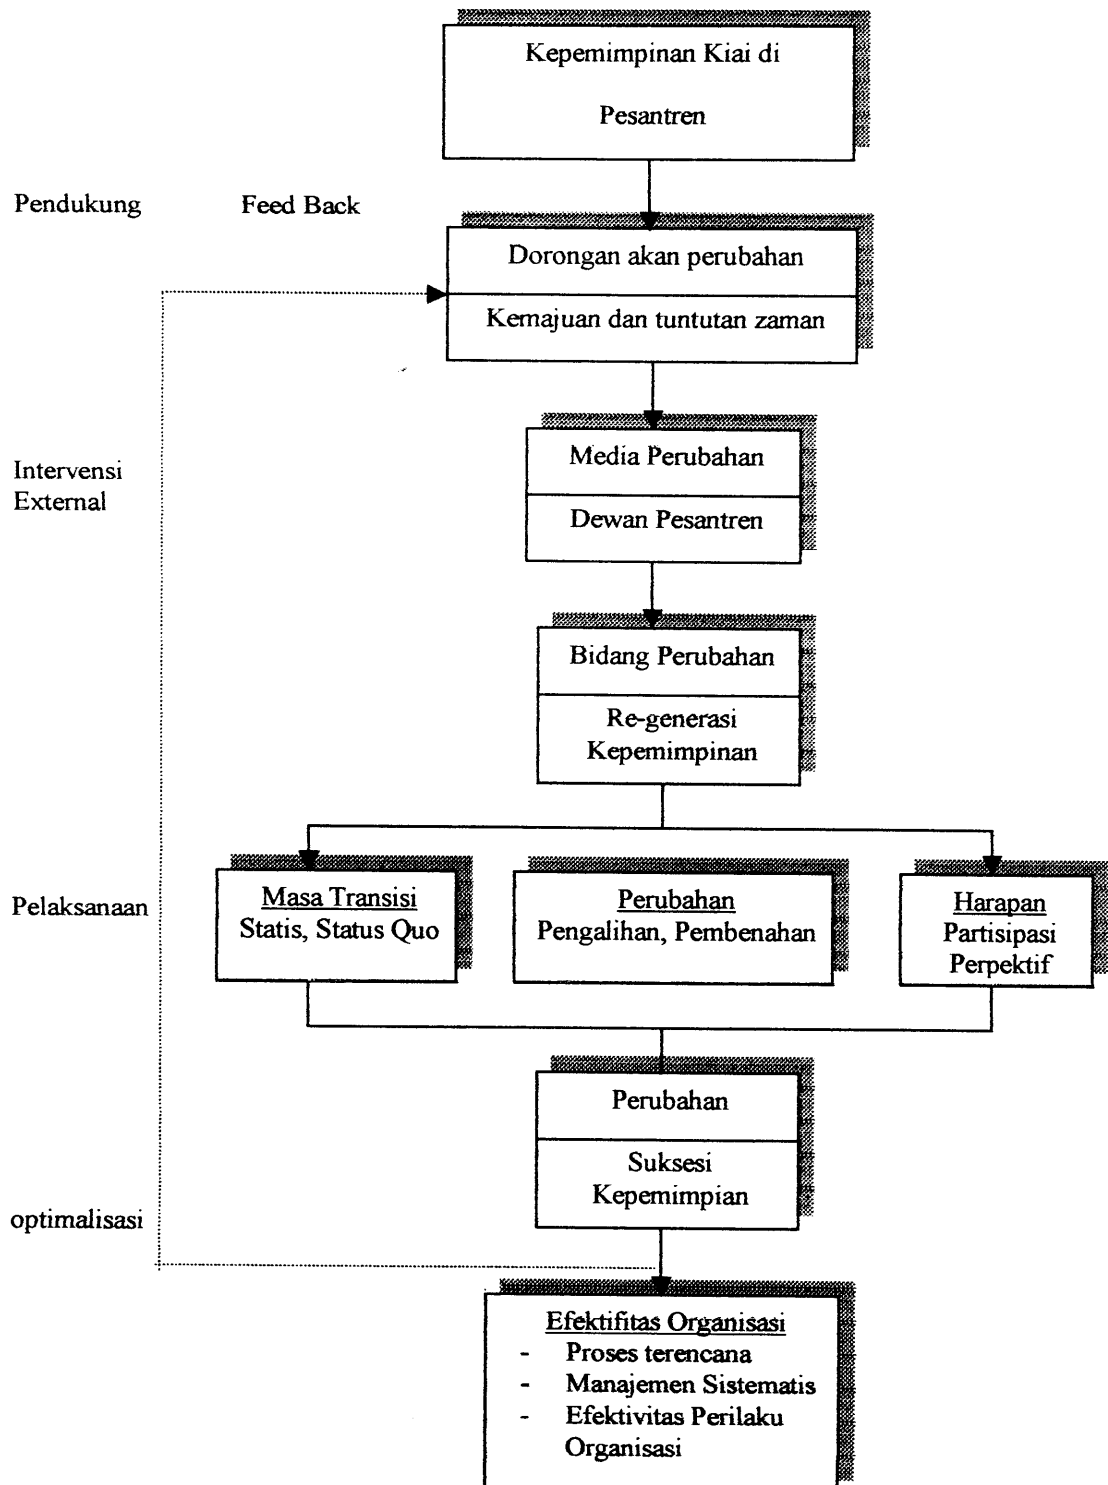 Kepemimpinan Kiai di
Pesantren
Pendukung
Feed Back
Dorongan akan perubahan
Kemajuan dan tuntutan zaman
Media Perubahan
Intervensi
External
Dewan Pesantren
Bidang Perubahan
Re-generasi
Kepemimpinan
Pelaksanaan
Masa Transisi
Statis, Status Quo
Perubahan
Pengalihan, Pembenahan
Harapan
Partisipasi
Perpektif
Perubahan
Suksesi
Kepemimpian
optimalisasi
Efektifitas Organisasi
- Proses terencana
- Manajemen Sistematis
- Efektivitas Perilaku
Organisasi